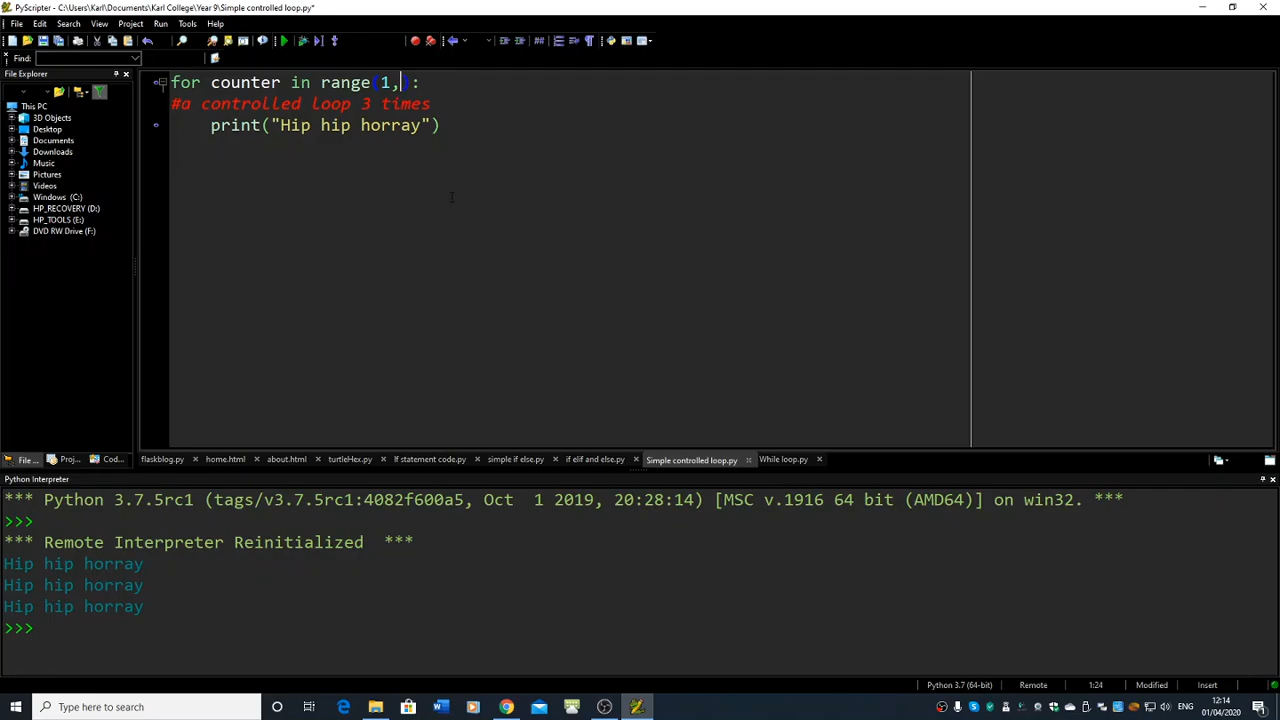 PyScripter - C:\Users\Karl\Documents\Karl College\Year 9\Simple controlled loop.py*
File Edit Search View Project Run Tools Help
Find:
File Explorer
This PC
3D Objects
Desktop
Documents
Downloads
Music
Pictures
Videos
Windows (C:)
HP_RECOVERY (D:)
HP_TOOLS (E:)
DVD RW Drive (F:)
for counter in range(1,):
#a controlled loop 3 times
print("Hip hip horray")
File ... Proj... Cod... flaskblog.py home.html about.html turtleHex.py If statement code.py simple if else.py if elif and else.py Simple controlled loop.py While loop.py
Python Interpreter
*** Python 3.7.5rc1 (tags/v3.7.5rc1:4082f600a5, Oct 1 2019, 20:28:14) [MSC v.1916 64 bit (AMD64)] on win32. ***
>>>
*** Remote Interpreter Reinitialized ***
Hip hip horray
Hip hip horray
Hip hip horray
>>>
Python 3.7 (64-bit) Remote 1:24 Modified Insert
Type here to search
ENG 12:14
01/04/2020